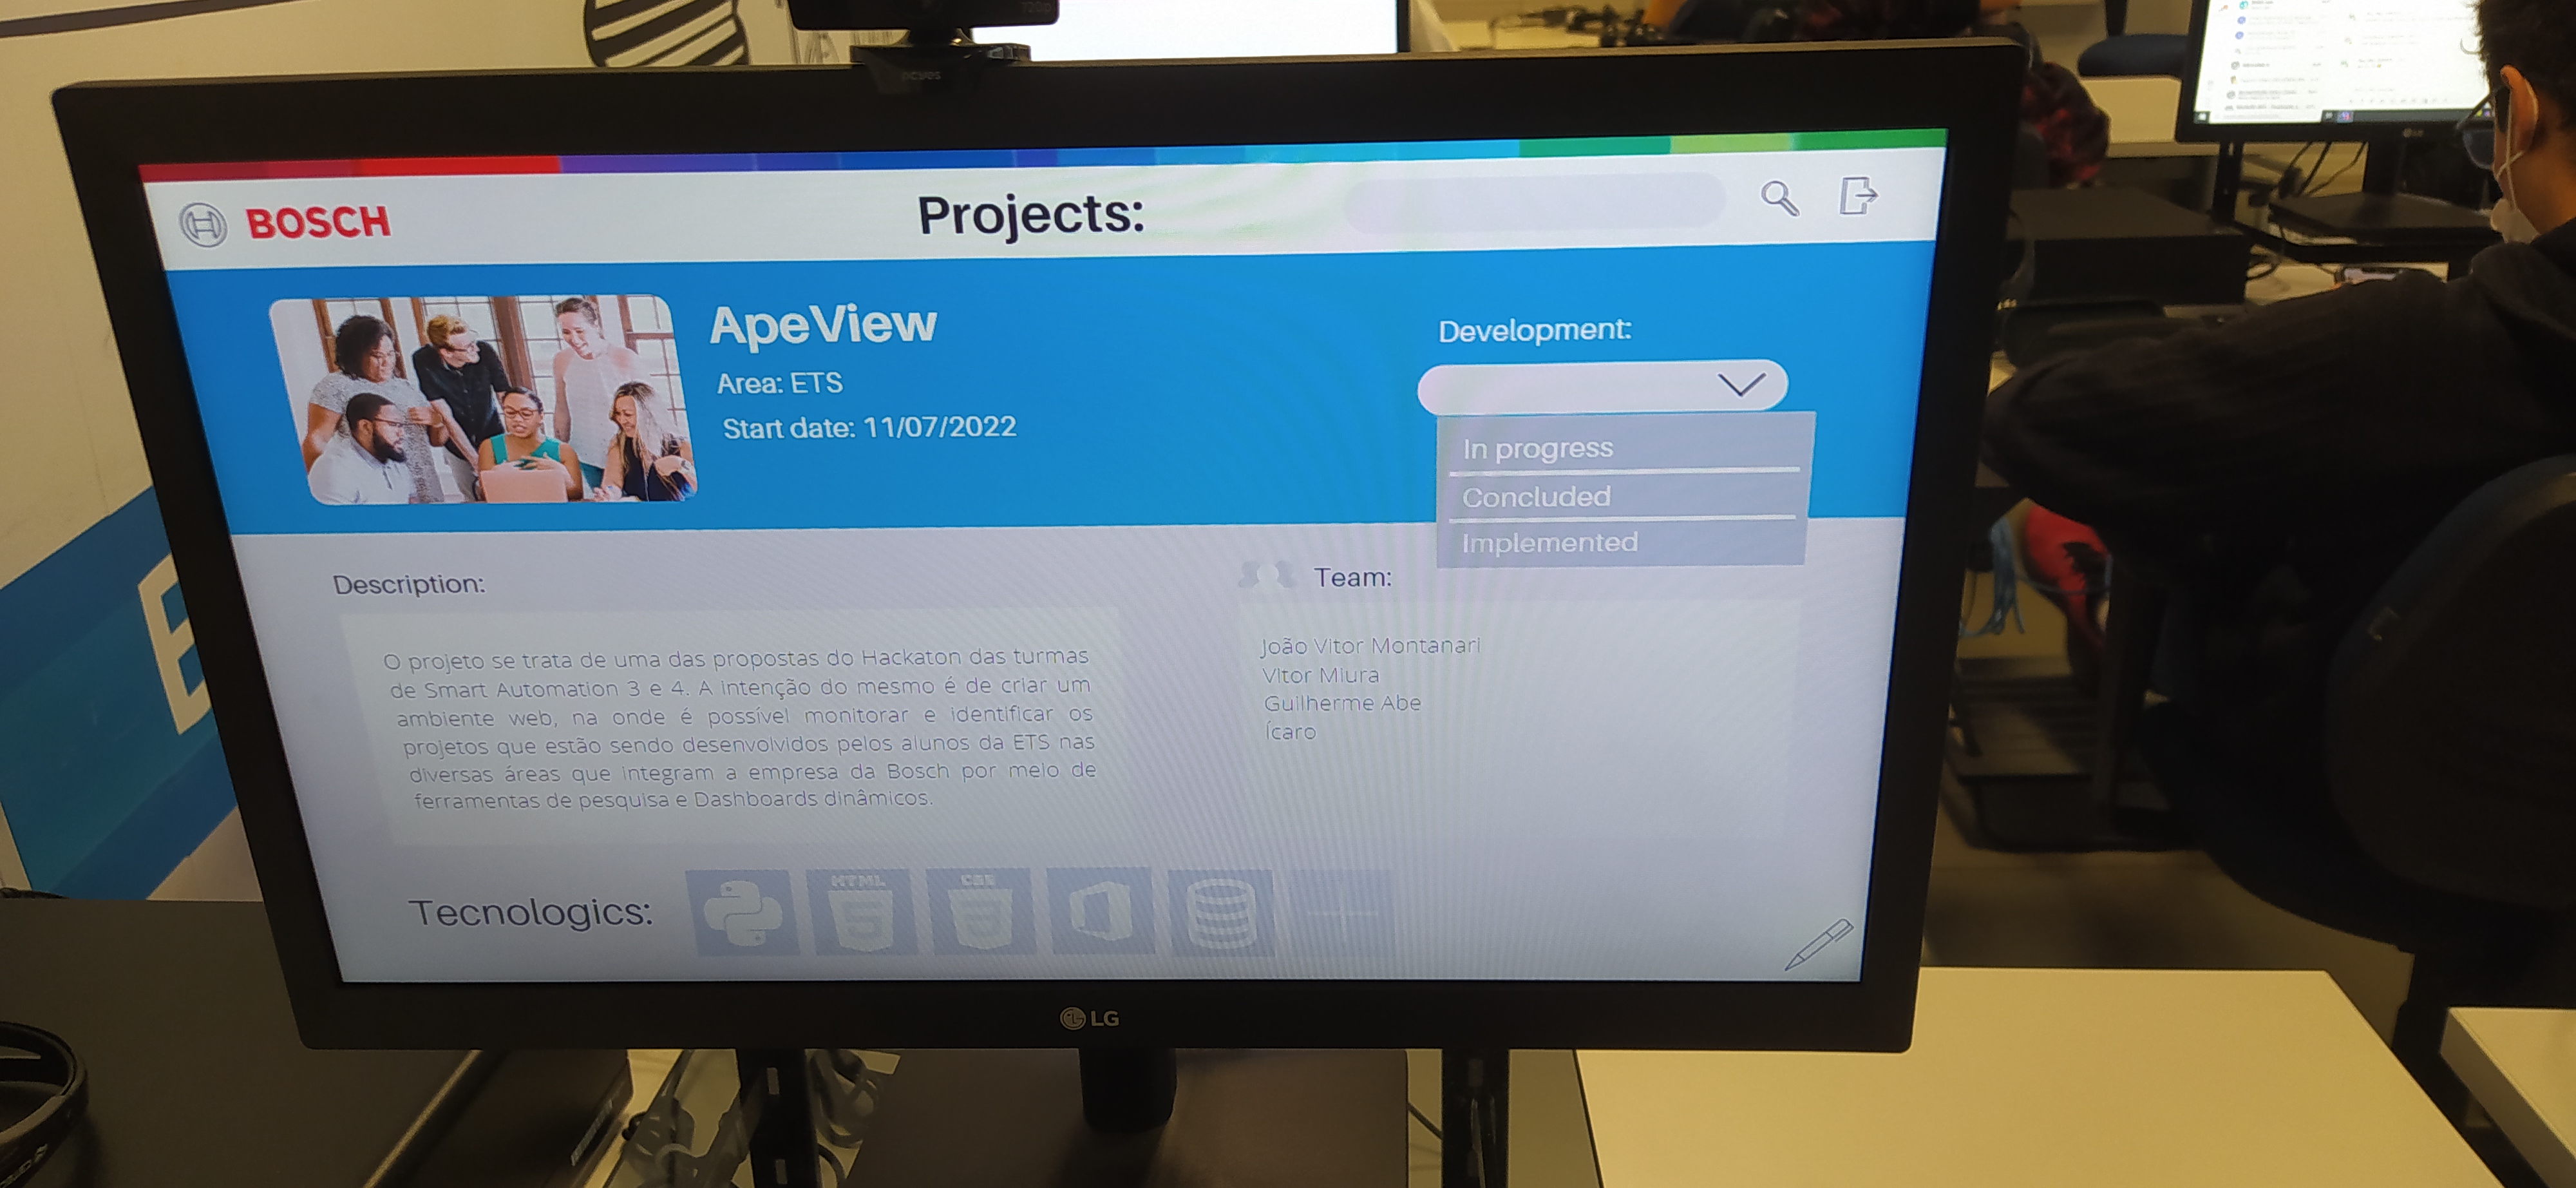 720p
BOSCH
Projects:
ApeView
Area: ETS
Start date: 11/07/2022
Development:
In progress
Concluded
Implemented
Description:
O projeto se trata de uma das propostas do Hackaton das turmas
de Smart Automation 3 e 4. A intenção do mesmo é de criar um
ambiente web, na onde é possível monitorar e identificar os
projetos que estão sendo desenvolvidos pelos alunos da ETS nas
diversas áreas que integram a empresa da Bosch por meio de
ferramentas de pesquisa e Dashboards dinâmicos.
Team:
João Vitor Montanari
Vitor Miura
Guilherme Abe
Ícaro
Tecnologics:
HTML
5
CSS
3
LG
E